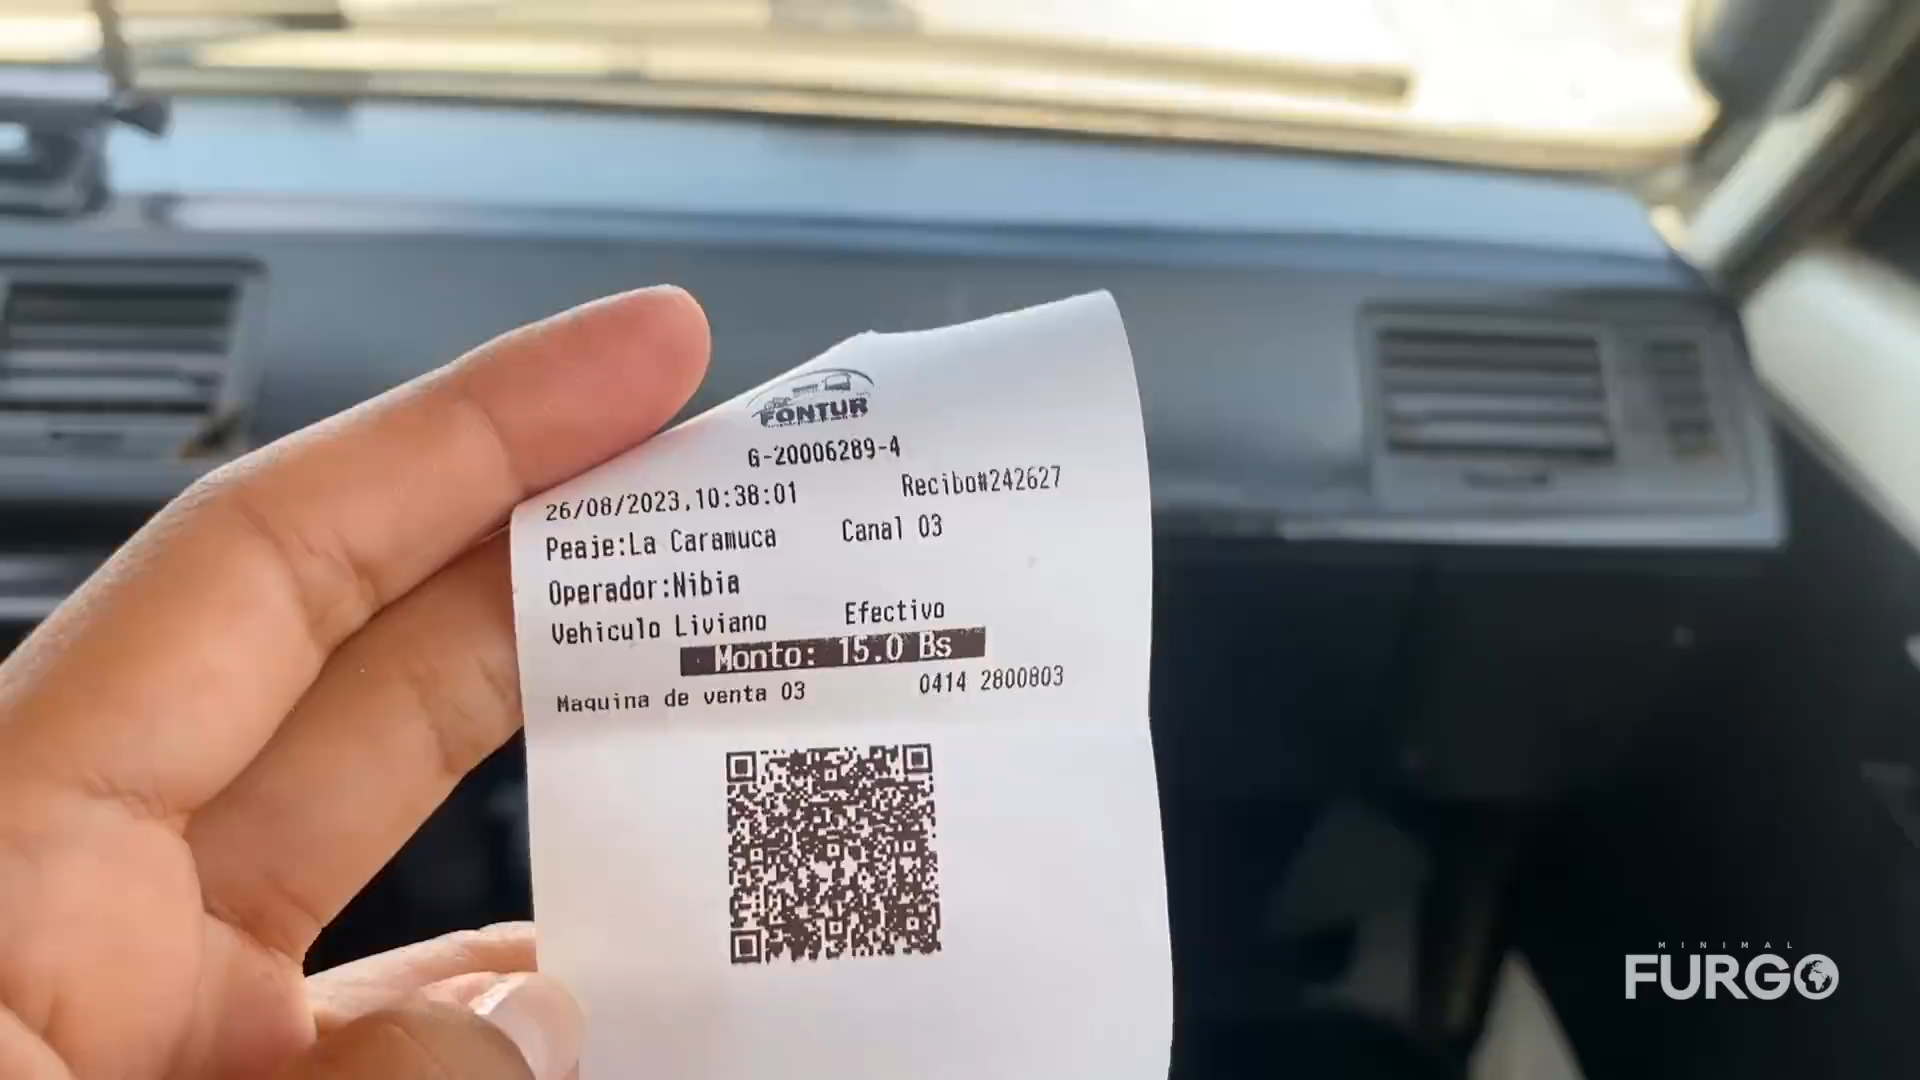 FONTUR
G-20006289-4
26/08/2023,10:38:01 Recibo#242627
Peaje:La Caramuca Canal 03
Operador:Nibia
Vehiculo Liviano Efectivo
Monto: 15.0 Bs
Maquina de venta 03 0414 2800803
MINIMAL
FURGO